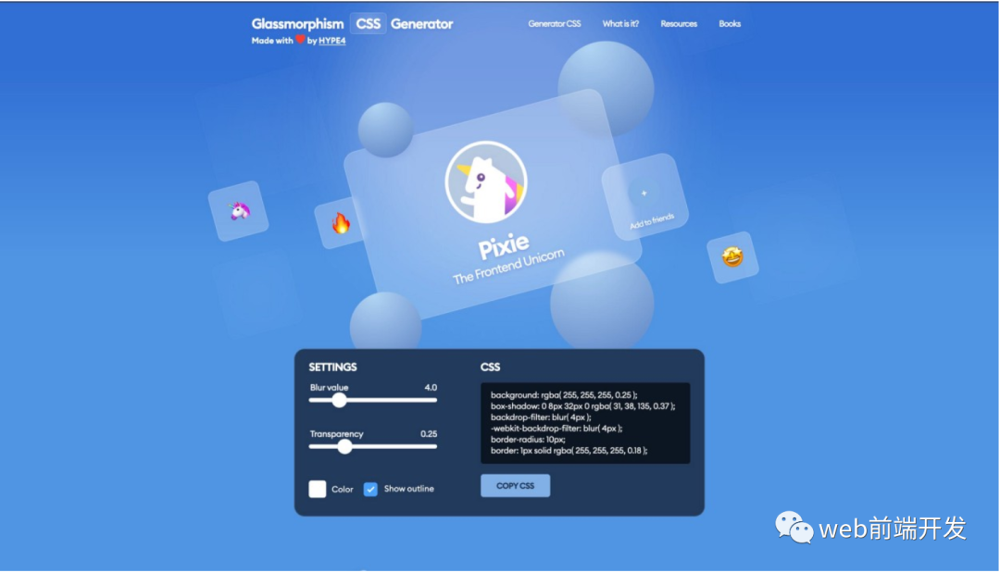 Glassmorphism CSS Generator
Made with ❤️ by HYPE4
Generator CSS What is it? Resources Books
+
Add to friends
Pixie
The Frontend Unicorn
SETTINGS
Blur value 4.0
Transparency 0.25
Color Show outline
CSS
background: rgba( 255, 255, 255, 0.25 );
box-shadow: 0 8px 32px 0 rgba( 31, 38, 135, 0.37 );
backdrop-filter: blur( 4px );
-webkit-backdrop-filter: blur( 4px );
border-radius: 10px;
border: 1px solid rgba( 255, 255, 255, 0.18 );
COPY CSS
web前端开发